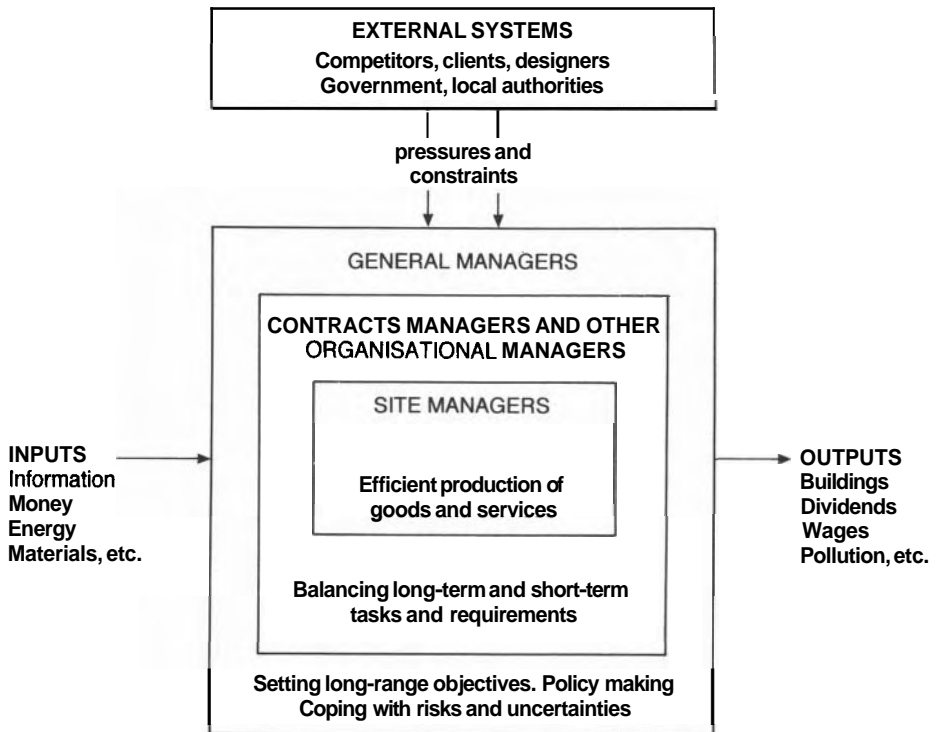 EXTERNAL SYSTEMS
Competitors, clients, designers
Government, local authorities
pressures and
constraints
GENERAL MANAGERS
CONTRACTS MANAGERS AND OTHER
ORGANISATIONAL MANAGERS
SITE MANAGERS
Efficient production of
goods and services
Balancing long-term and short-term
tasks and requirements
Setting long-range objectives. Policy making
Coping with risks and uncertainties
INPUTS
Information
Money
Energy
Materials, etc.
OUTPUTS
Buildings
Dividends
Wages
Pollution, etc.